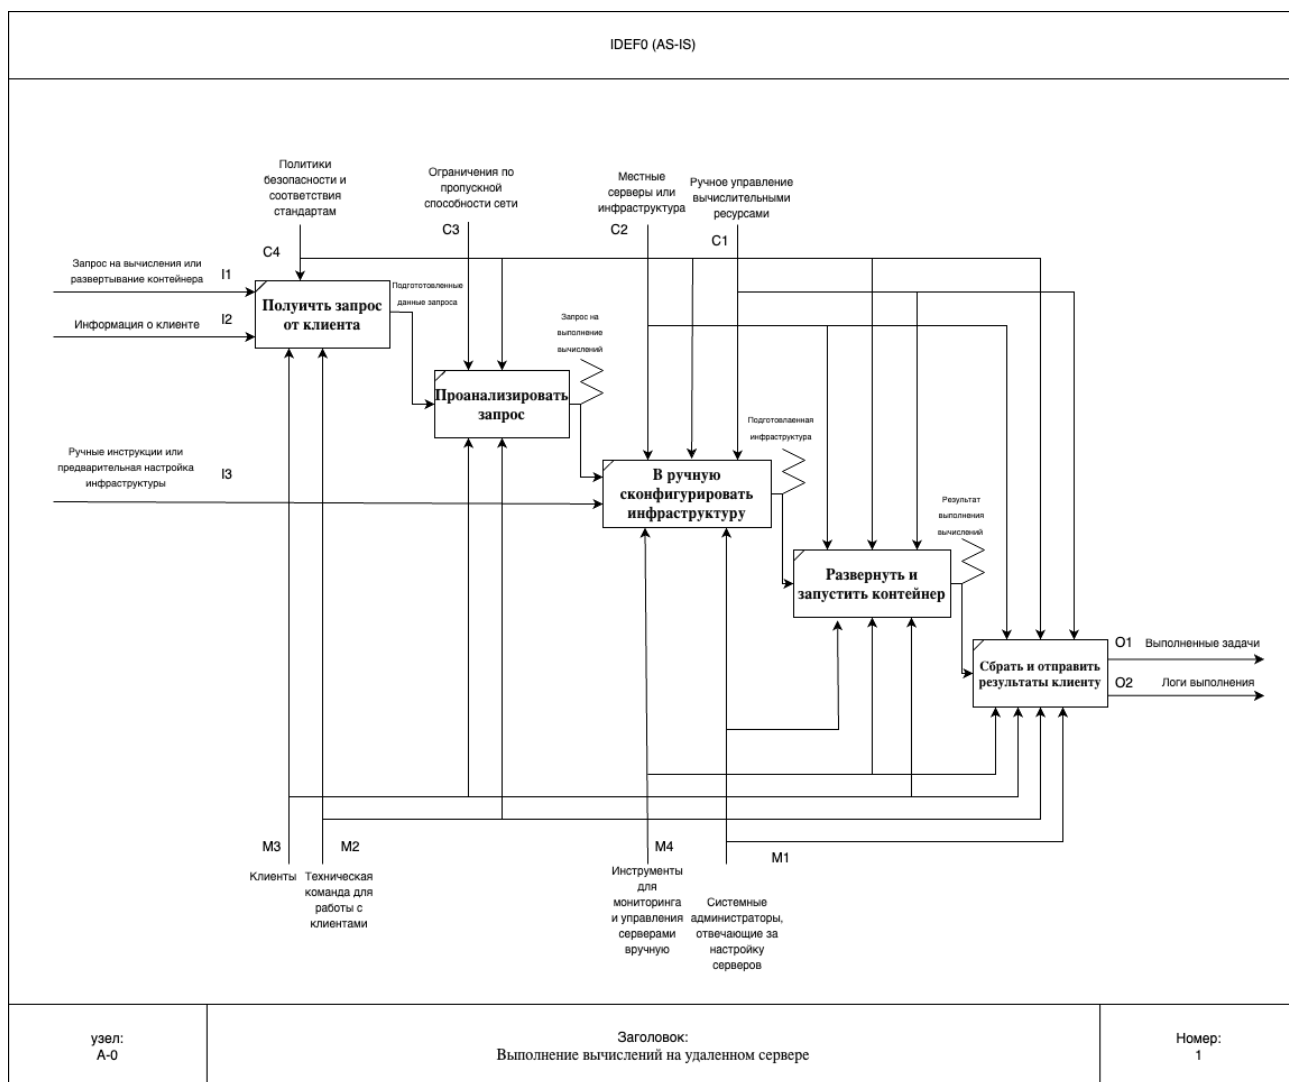 IDEF0 (AS-IS)
Политики
безопасности и
соответствия
стандартам
Ограничения по
пропускной
способности сети
Местные
серверы или
инфраструктура
Ручное управление
вычислительными
ресурсами
C4
C3
C2
C1
Запрос на вычисления или
развертывание контейнера
I1
Информация о клиенте
I2
Полуичть запрос
от клиента
Подгототовленные
данные запроса
Запрос на
выполнение
вычислений
Проанализировать
запрос
Ручные инструкции или
предварительная настройка
инфраструктуры
I3
В ручную
сконфигурировать
инфраструктуру
Подготовлаенная
инфраструктура
Результат
выполнения
вычислений
Развернуть и
запустить контейнер
Сбрать и отправить
результаты клиенту
O1
Выполненные задачи
O2
Логи выполнения
M3
M2
M4
M1
Клиенты
Техническая
команда для
работы с
клиентами
Инструменты
для
мониторинга
и управления
серверами
вручную
Системные
администраторы,
отвечающие за
настройку
серверов
узел:
A-0
Заголовок:
Выполнение вычислений на удаленном сервере
Номер:
1